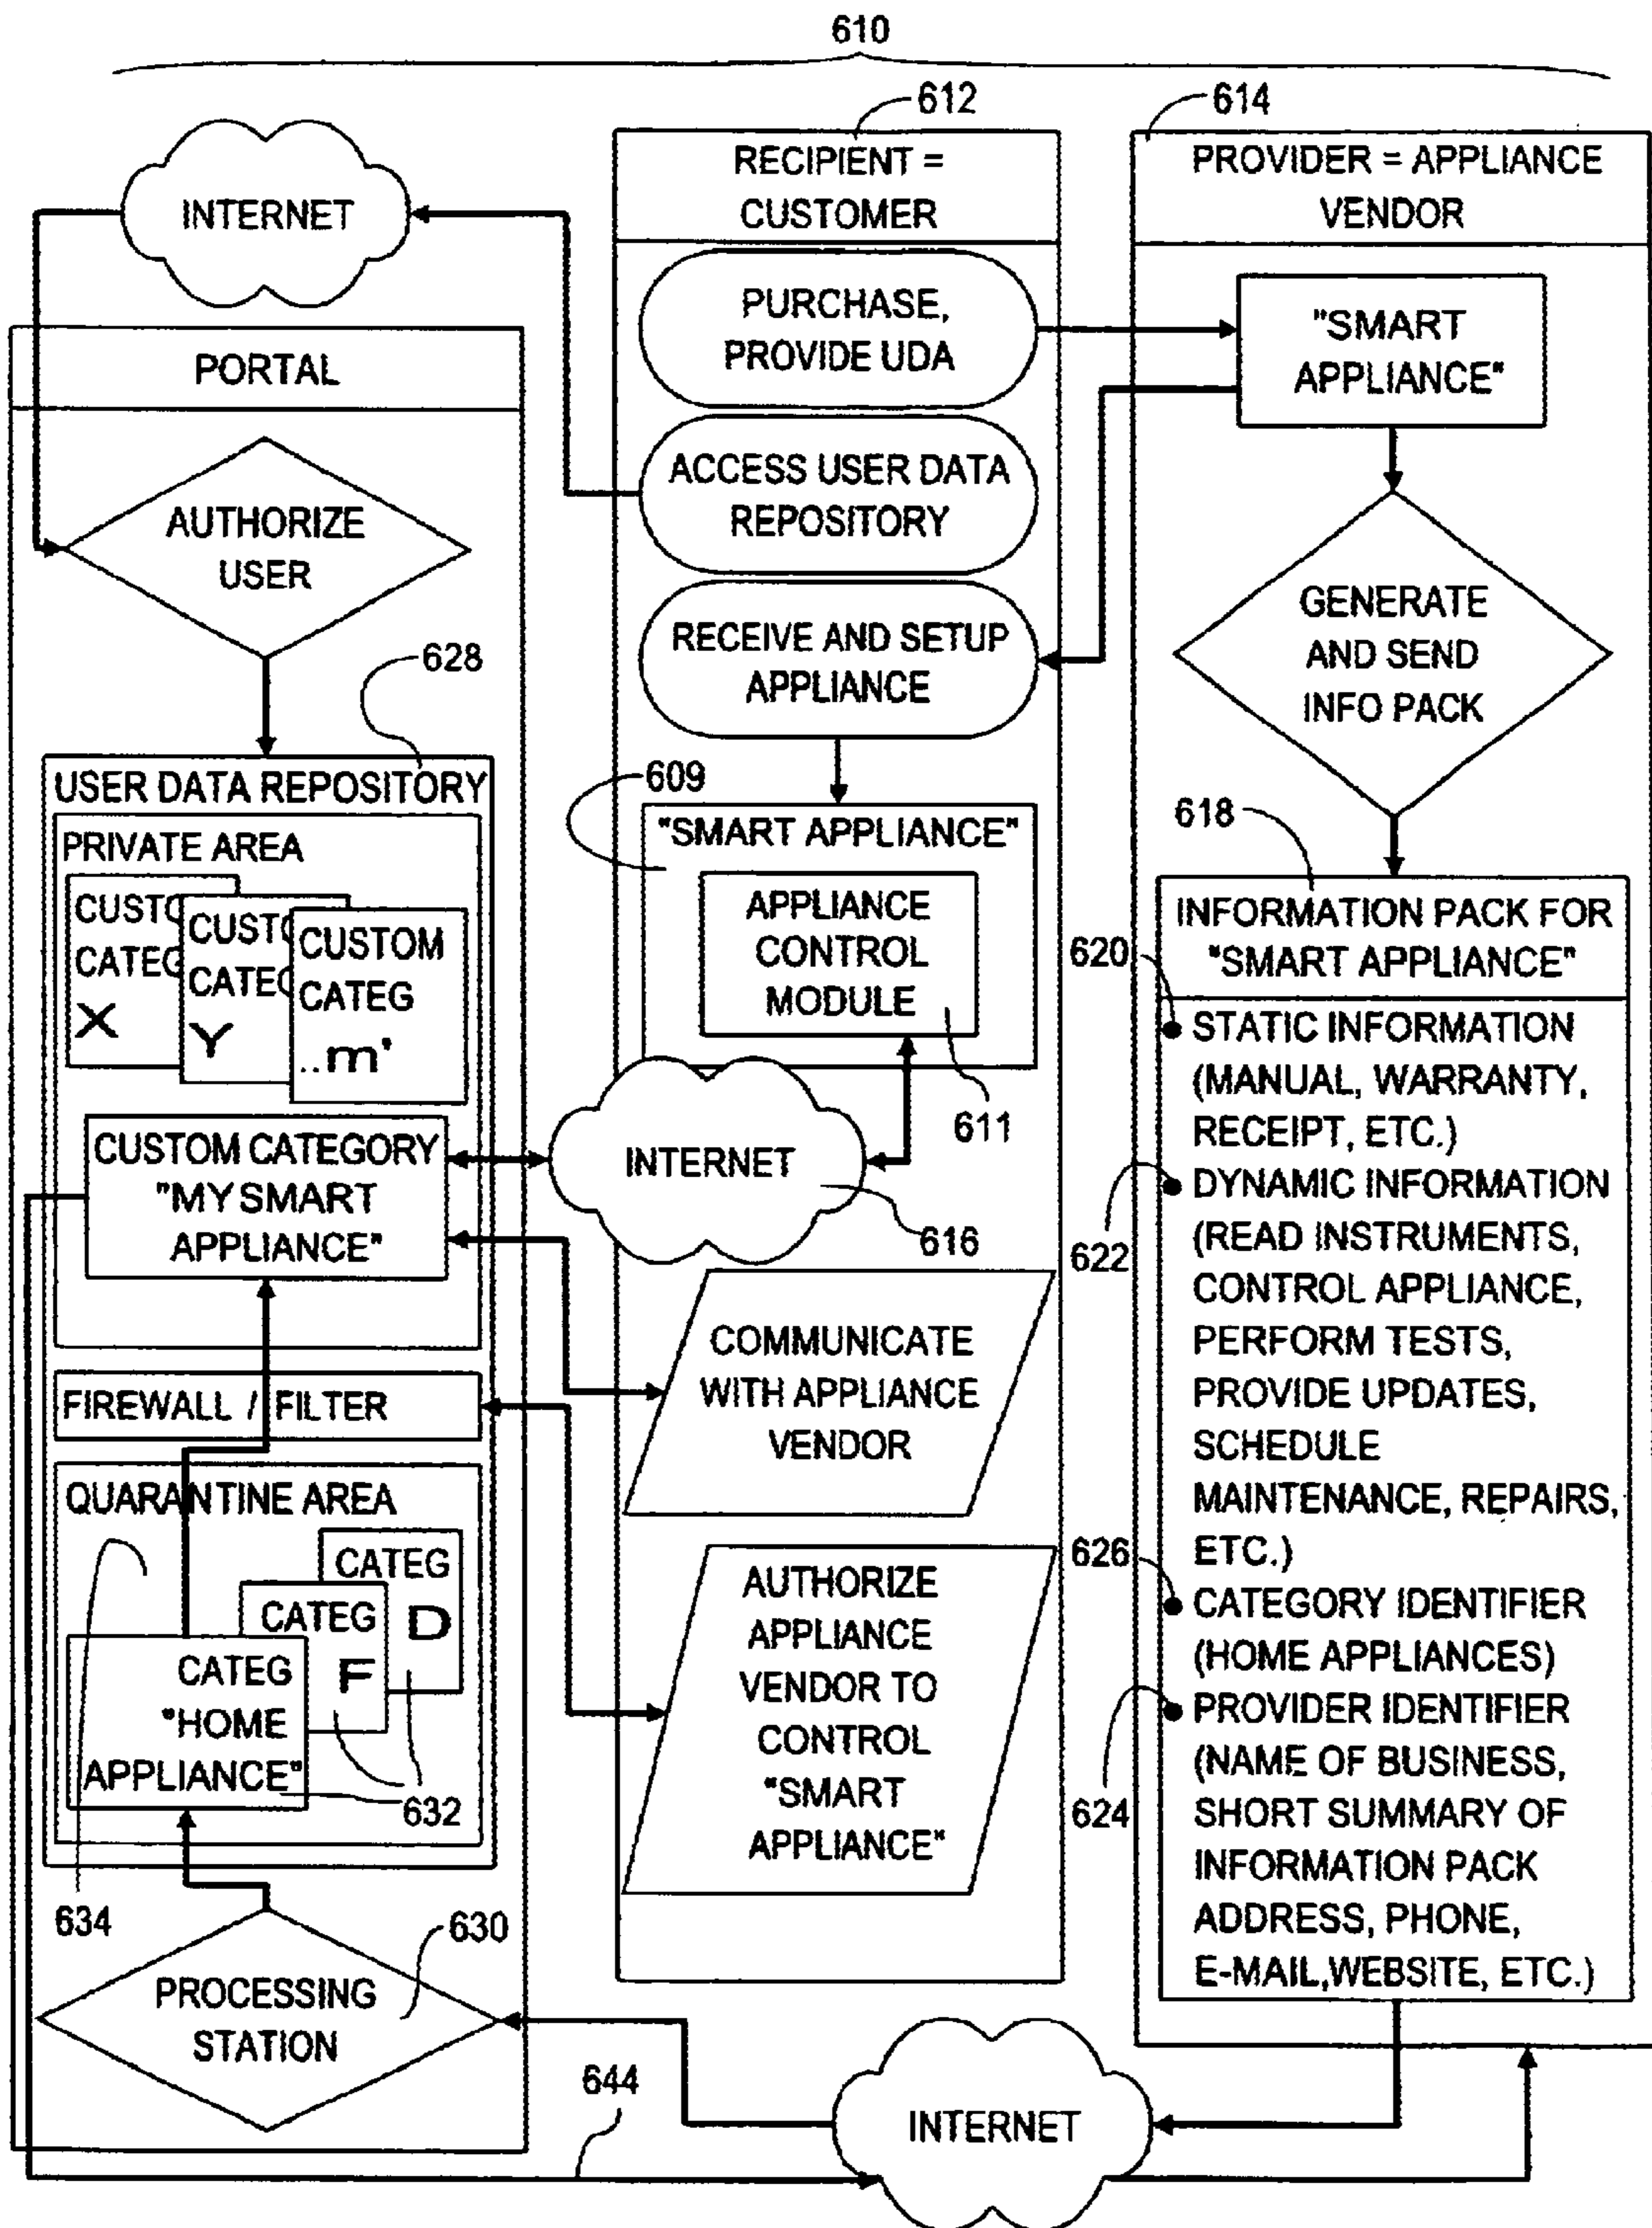 610
612
614
RECIPIENT =
CUSTOMER
PROVIDER = APPLIANCE
VENDOR
INTERNET
PURCHASE,
PROVIDE UDA
"SMART
APPLIANCE"
PORTAL
ACCESS USER DATA
REPOSITORY
AUTHORIZE
USER
RECEIVE AND SETUP
APPLIANCE
GENERATE
AND SEND
INFO PACK
628
USER DATA REPOSITORY
PRIVATE AREA
CUSTO
CATEG
X
CUSTO
CATEG
Y
CUSTOM
CATEG
..m'
609
"SMART APPLIANCE"
APPLIANCE
CONTROL
MODULE
611
618
INFORMATION PACK FOR
"SMART APPLIANCE"
620
STATIC INFORMATION
(MANUAL, WARRANTY,
RECEIPT, ETC.)
622
DYNAMIC INFORMATION
(READ INSTRUMENTS,
CONTROL APPLIANCE,
PERFORM TESTS,
PROVIDE UPDATES,
SCHEDULE
MAINTENANCE, REPAIRS,
ETC.)
626
CATEGORY IDENTIFIER
(HOME APPLIANCES)
624
PROVIDER IDENTIFIER
(NAME OF BUSINESS,
SHORT SUMMARY OF
INFORMATION PACK
ADDRESS, PHONE,
E-MAIL,WEBSITE, ETC.)
CUSTOM CATEGORY
"MY SMART
APPLIANCE"
INTERNET
616
COMMUNICATE
WITH APPLIANCE
VENDOR
FIREWALL / FILTER
QUARANTINE AREA
CATEG
D
CATEG
F
CATEG
"HOME
APPLIANCE"
632
634
AUTHORIZE
APPLIANCE
VENDOR TO
CONTROL
"SMART
APPLIANCE"
630
PROCESSING
STATION
644
INTERNET